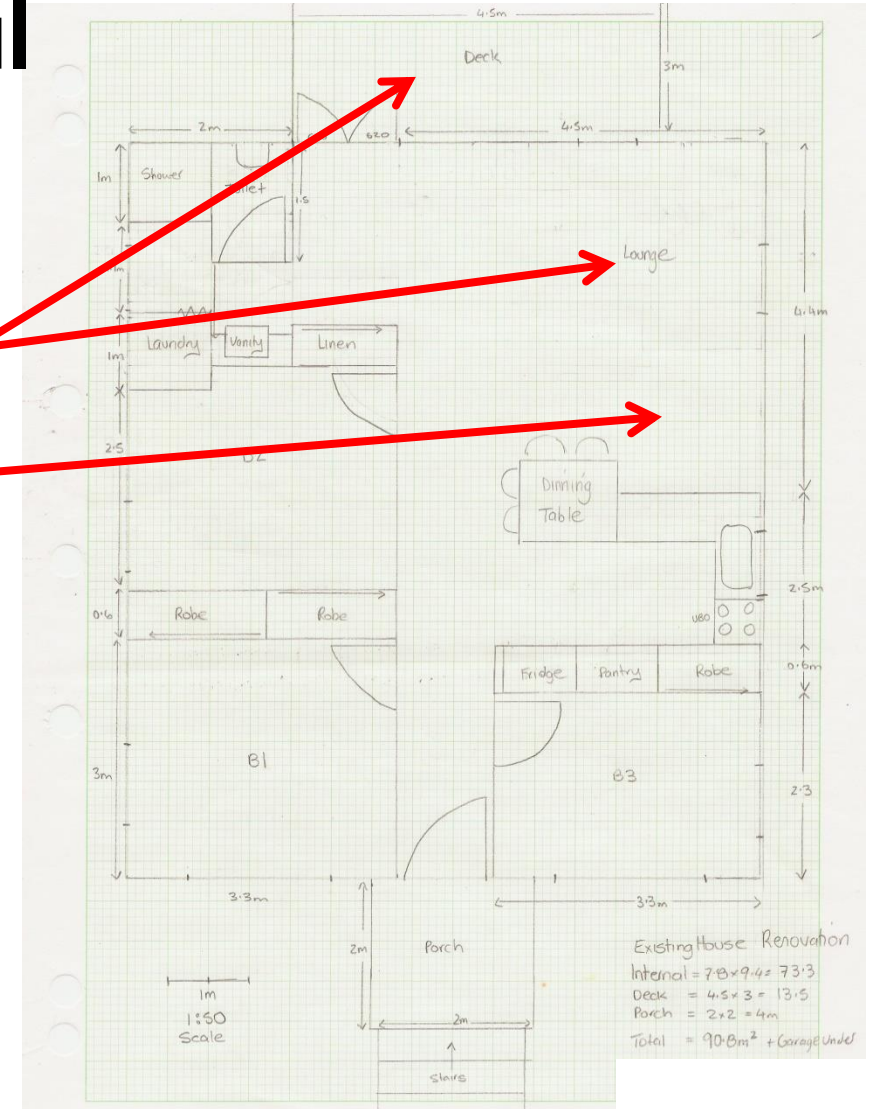 4.5m
Deck
3m
2m
620
4.5m
1m
Shower
Toilet
1.5
Lounge
4.4m
1m
Laundry
Vanity
Linen
2.5
B2
Dinning
Table
2.5m
0.6
Robe
Robe
U80
Fridge
Pantry
Robe
0.6m
B1
B3
3m
2.3
3.3m
3.3m
2m
Porch
Existing House Renovation
Internal = 7.8 x 9.4 = 73.3
Deck = 4.5 x 3 = 13.5
Porch = 2 x 2 = 4m
Total = 90.8m² + Garage under
1m
1:50
Scale
2m
Stairs